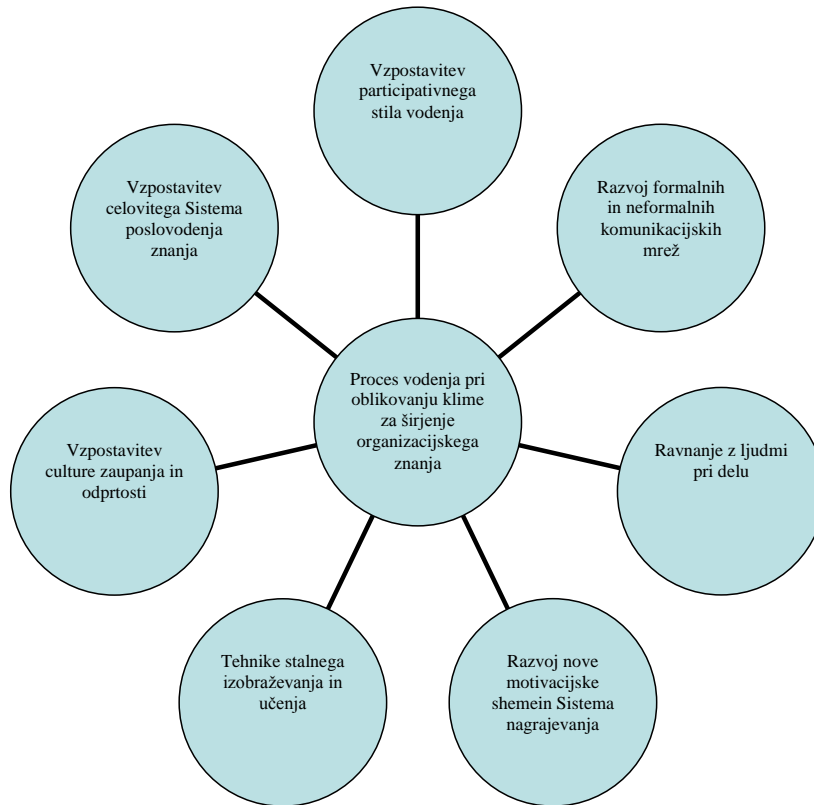 Vzpostavitev
participativnega
stila vodenja
Razvoj formalnih
in neformalnih
komunikacijskih
mrež
Ravnanje z ljudmi
pri delu
Razvoj nove
motivacijske
shemein Sistema
nagrajevanja
Tehnike stalnega
izobraževanja in
učenja
Vzpostavitev
culture zaupanja in
odprtosti
Vzpostavitev
celovitega Sistema
poslovodenja
znanja
Proces vodenja pri
oblikovanju klime
za širjenje
organizacijskega
znanja